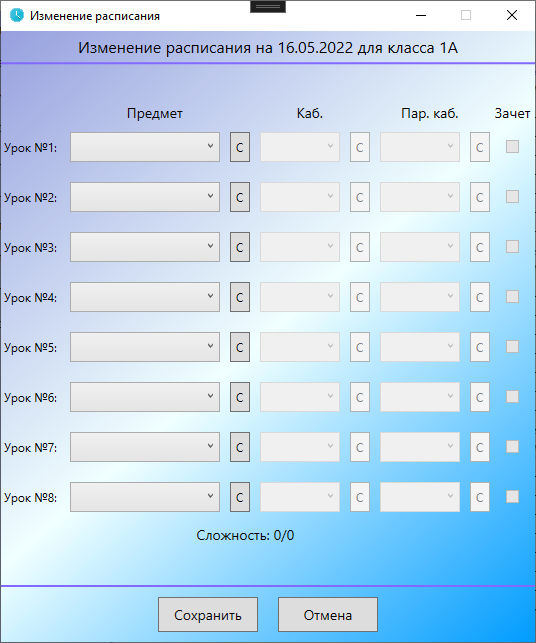 Изменение расписания
Изменение расписания на 16.05.2022 для класса 1А
Предмет Каб. Пар. каб. Зачет
Урок №1: С С С
Урок №2: С С С
Урок №3: С С С
Урок №4: С С С
Урок №5: С С С
Урок №6: С С С
Урок №7: С С С
Урок №8: С С С
Сложность: 0/0
Сохранить Отмена